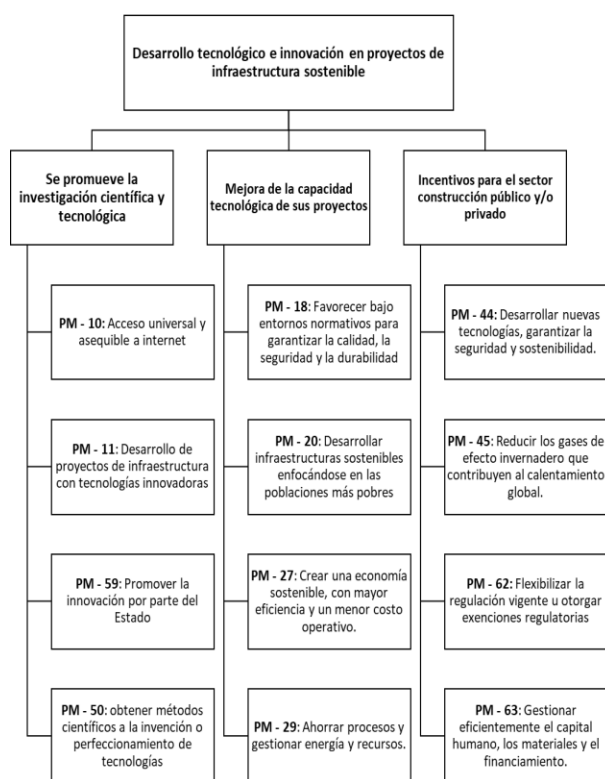 Desarrollo tecnológico e innovación en proyectos de
infraestructura sostenible
Se promueve la
investigación científica y
tecnológica
Mejora de la capacidad
tecnológica de sus proyectos
Incentivos para el sector
construcción público y/o
privado
PM - 10: Acceso universal y
asequible a internet
PM - 11: Desarrollo de
proyectos de infraestructura
con tecnologías innovadoras
PM - 59: Promover la
innovación por parte del
Estado
PM - 50: obtener métodos
científicos a la invención o
perfeccionamiento de
tecnologías
PM - 18: Favorecer bajo
entornos normativos para
garantizar la calidad, la
seguridad y la durabilidad
PM - 20: Desarrollar
infraestructuras sostenibles
enfocándose en las
poblaciones más pobres
PM - 27: Crear una economía
sostenible, con mayor
eficiencia y un menor costo
operativo.
PM - 29: Ahorrar procesos y
gestionar energía y recursos.
PM - 44: Desarrollar nuevas
tecnologías, garantizar la
seguridad y sostenibilidad.
PM - 45: Reducir los gases de
efecto invernadero que
contribuyen al calentamiento
global.
PM - 62: Flexibilizar la
regulación vigente u otorgar
exenciones regulatorias
PM - 63: Gestionar
eficientemente el capital
humano, los materiales y el
financiamiento.